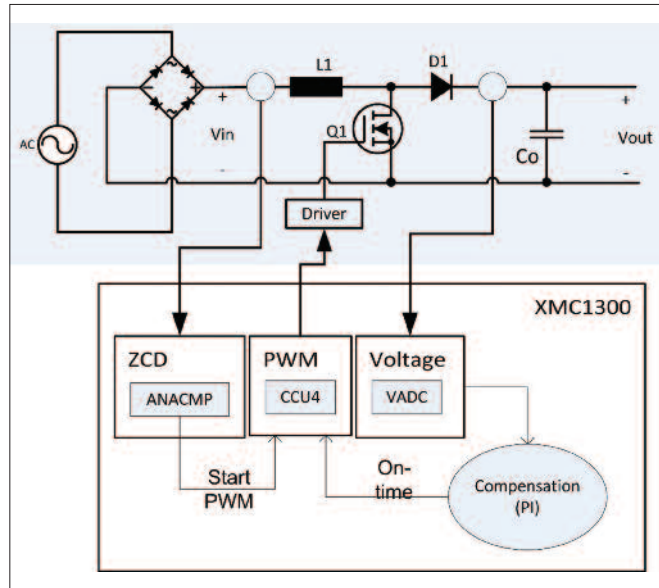 L1
D1
+
+
Vin
Q1
Vout
AC
Co
-
-
Driver
XMC1300
ZCD
PWM
Voltage
ANACMP
CCU4
VADC
Start
PWM
On-
time
Compensation
(PI)